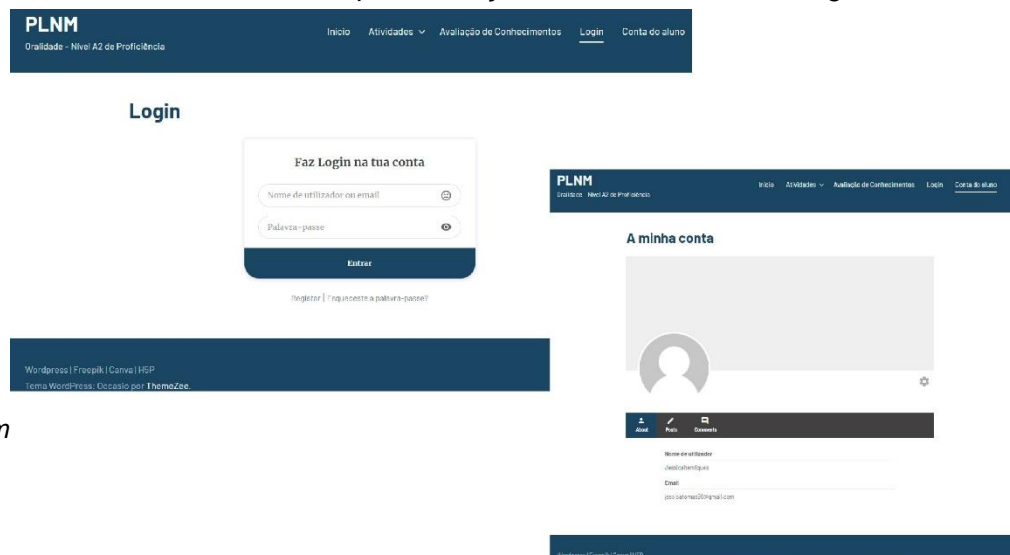 PLNM
Oralidade – Nível A2 de Proficiência
Início Atividades Avaliação de Conhecimentos Login Conta do aluno
Login
Faz Login na tua conta
Nome de utilizador ou email
Palavra-passe
Entrar
Registar | Esqueceste a palavra-passe?
Wordpress | Freepik | Canva | H5P
Tema WordPress: Occasio por ThemeZee.
PLNM
Oralidade – Nível A2 de Proficiência
Início Atividades Avaliação de Conhecimentos Login Conta do aluno
A minha conta
About Posts Comments
Nome de utilizador
Email